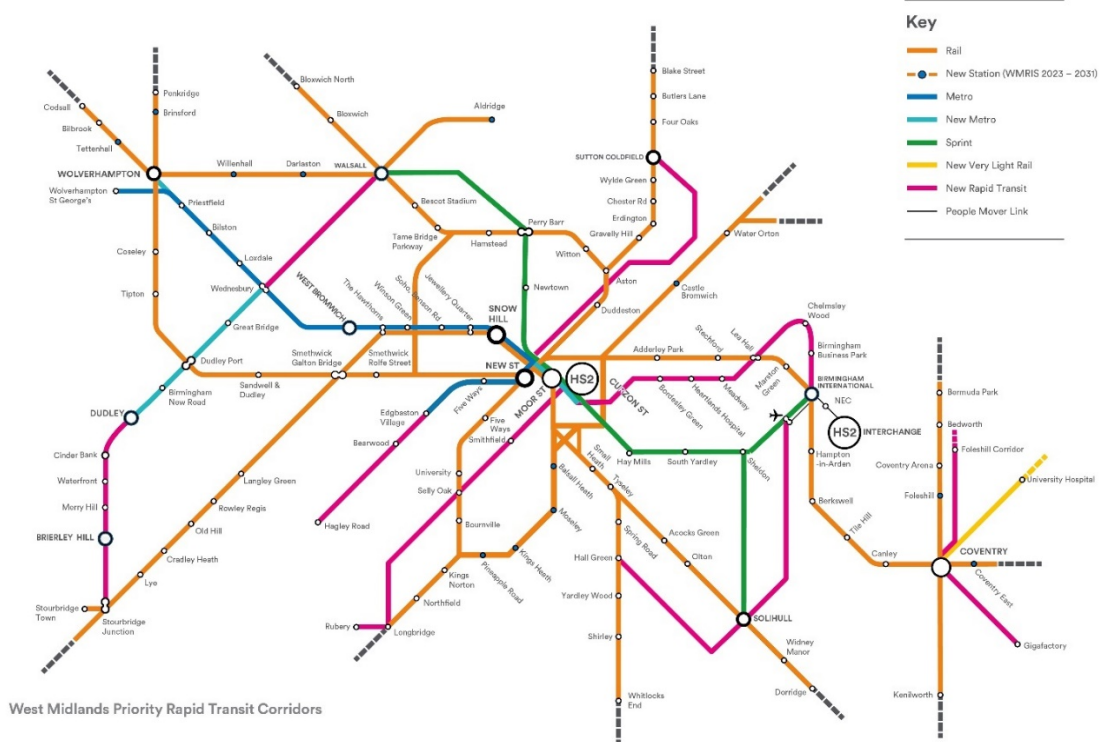 Key
Rail
New Station (WMRIS 2023 – 2031)
Metro
New Metro
Sprint
New Very Light Rail
New Rapid Transit
People Mover Link
Codsall
Bilbrook
Tettenhall
Penkridge
Brinsford
Bloxwich North
Bloxwich
Aldridge
Blake Street
Butlers Lane
Four Oaks
SUTTON COLDFIELD
Wylde Green
Chester Rd
Erdington
Gravelly Hill
WOLVERHAMPTON
Willenhall
Darlaston
WALSALL
Wolverhampton
St George's
Priestfield
Bilston
Loxdale
Wednesbury
Bescot Stadium
Tame Bridge
Parkway
Hamstead
Perry Barr
Witton
Aston
Water Orton
Castle
Bromwich
Coseley
Tipton
Great Bridge
Dudley Port
Birmingham
New Road
DUDLEY
WEST BROMWICH
The Hawthorns
Winson Green
Soho, Benson Rd
Jewellery Quarter
SNOW
HILL
Newtown
Duddeston
Sandwell &
Dudley
Smethwick
Galton Bridge
Smethwick
Rolfe Street
NEW ST
MOOR ST
HS2
CURZON ST
Adderley Park
Stechford
Lea Hall
Marston
Green
Chelmsley
Wood
Birmingham
Business Park
BIRMINGHAM
INTERNATIONAL
NEC
HS2
INTERCHANGE
Bordesley Green
Heartlands Hospital
Meadway
Five Ways
Edgbaston
Village
Bearwood
Hagley Road
Five
Ways
Smithfield
University
Selly Oak
Bournville
Kings
Norton
Northfield
Longbridge
Rubery
Pineapple Road
Kings Heath
Moseley
Balsall Heath
Small
Heath
Tyseley
Hay Mills
South Yardley
Sheldon
Hampton
-in-Arden
Berkswell
Tile Hill
Canley
Spring Road
Acocks Green
Olton
Hall Green
Yardley Wood
Shirley
Whitlocks
End
SOLIHULL
Widney
Manor
Dorridge
Cinder Bank
Waterfront
Merry Hill
BRIERLEY HILL
Langley Green
Rowley Regis
Old Hill
Cradley Heath
Lye
Stourbridge
Town
Stourbridge
Junction
Bermuda Park
Bedworth
Coventry Arena
Foleshill
Foleshill Corridor
University Hospital
COVENTRY
Coventry East
Gigafactory
Kenilworth
West Midlands Priority Rapid Transit Corridors